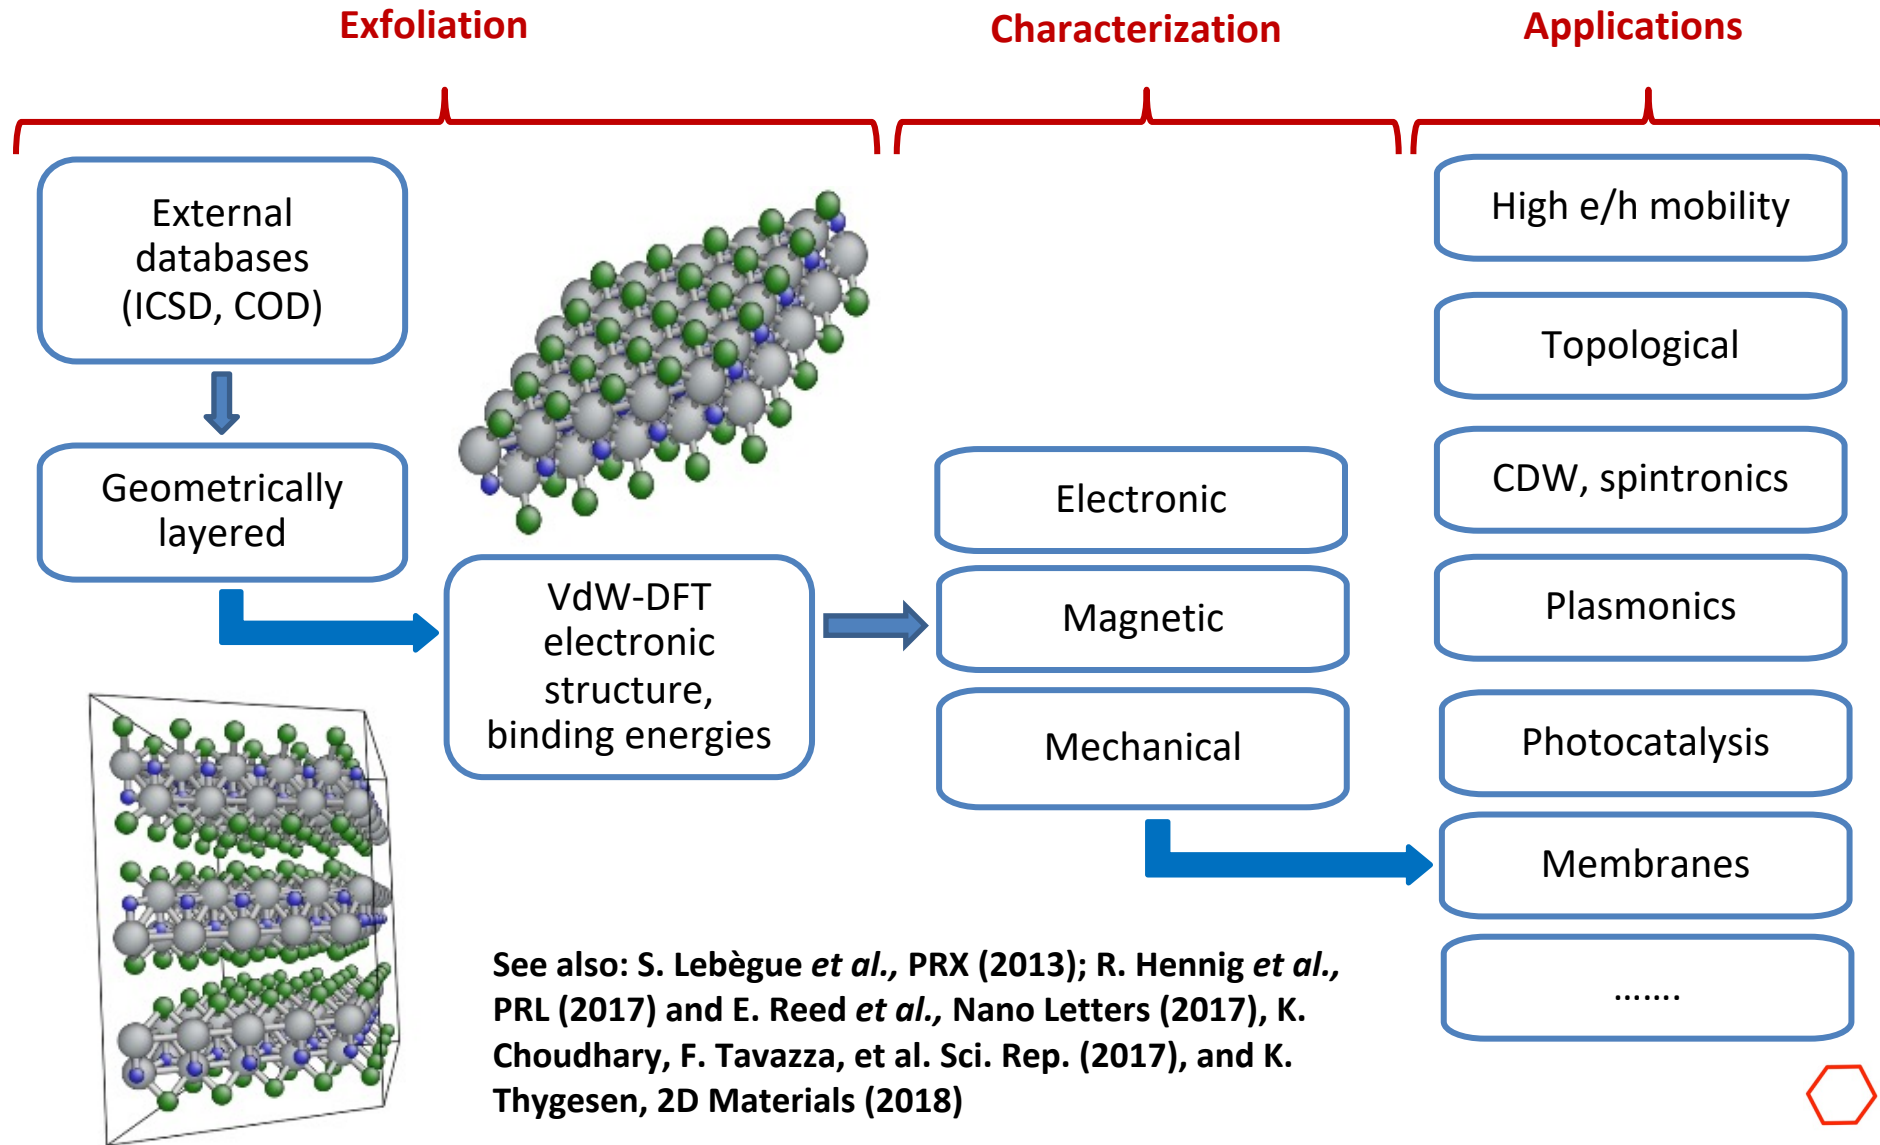 Exfoliation
Characterization
Applications
External
databases
(ICSD, COD)
Geometrically
layered
VdW-DFT
electronic
structure,
binding energies
Electronic
Magnetic
Mechanical
High e/h mobility
Topological
CDW, spintronics
Plasmonics
Photocatalysis
Membranes
.......
See also: S. Lebègue et al., PRX (2013); R. Hennig et al.,
PRL (2017) and E. Reed et al., Nano Letters (2017), K.
Choudhary, F. Tavazza, et al. Sci. Rep. (2017), and K.
Thygesen, 2D Materials (2018)